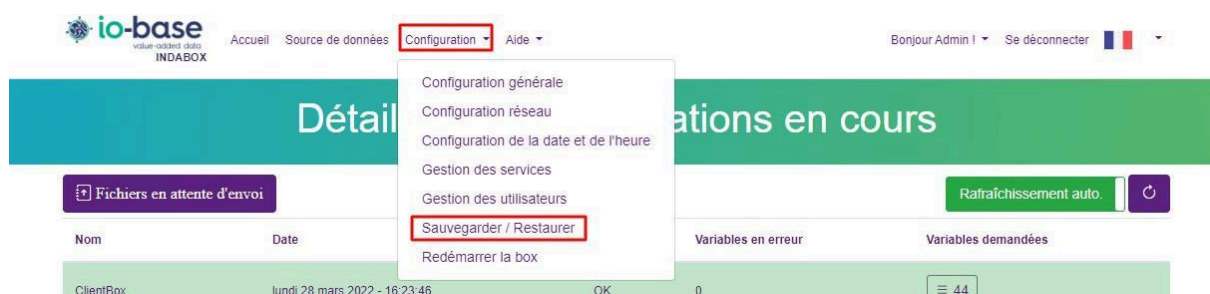 io-base
value-added data
INDABOX
Accueil Source de données Configuration Aide Bonjour Admin ! Se déconnecter
Configuration générale
Configuration réseau
Configuration de la date et de l'heure
Gestion des services
Gestion des utilisateurs
Sauvegarder / Restaurer
Redémarrer la box
Détail ations en cours
Fichiers en attente d'envoi Rafraîchissement auto.
Nom Date Variables en erreur Variables demandées
ClientBox lundi 28 mars 2022 - 16:23:46 OK 0 44